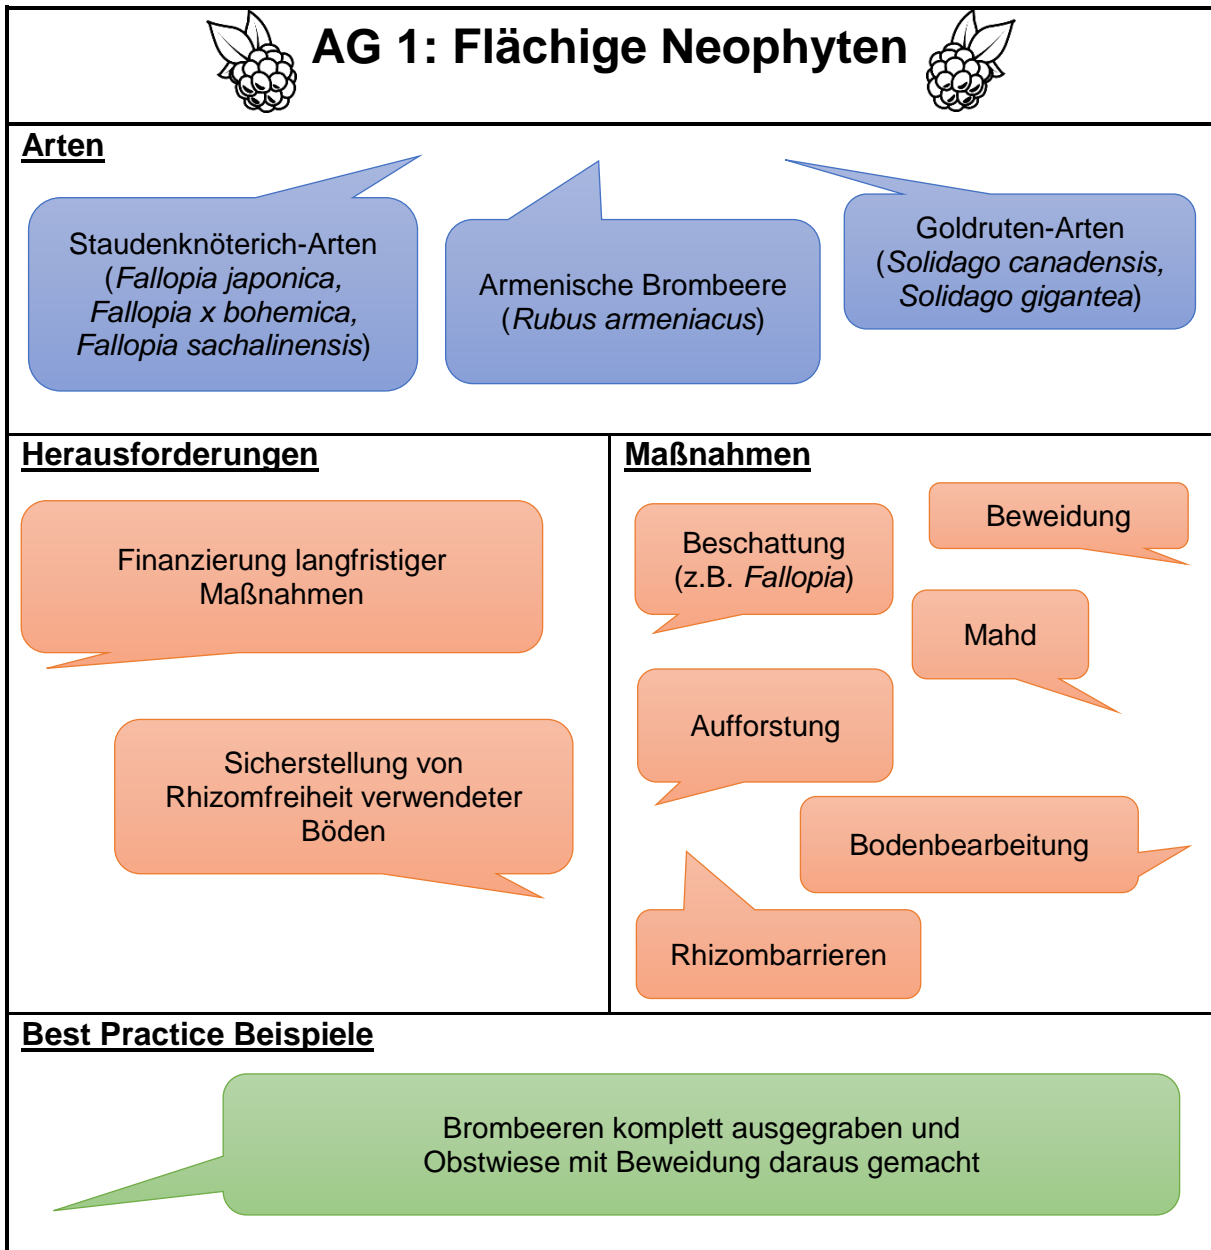 AG 1: Flächige Neophyten
Arten
Staudenknöterich-Arten
(Fallopia japonica,
Fallopia x bohemica,
Fallopia sachalinensis)
Armenische Brombeere
(Rubus armeniacus)
Goldruten-Arten
(Solidago canadensis,
Solidago gigantea)
Herausforderungen
Finanzierung langfristiger
Maßnahmen
Sicherstellung von
Rhizomfreiheit verwendeter
Böden
Maßnahmen
Beschattung
(z.B. Fallopia)
Beweidung
Mahd
Aufforstung
Bodenbearbeitung
Rhizombarrieren
Best Practice Beispiele
Brombeeren komplett ausgegraben und
Obstwiese mit Beweidung daraus gemacht